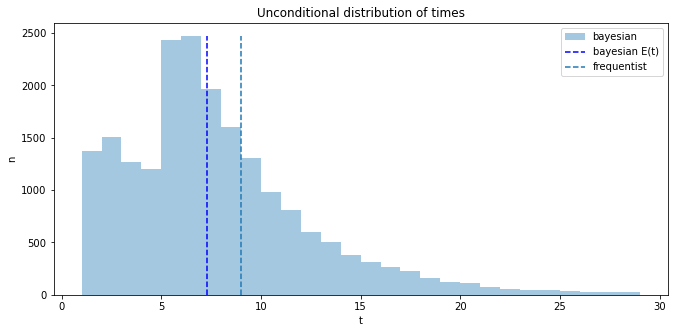 Unconditional distribution of times
bayesian
bayesian E(t)
frequentist
2500
2000
1500
1000
500
0
n
0 5 10 15 20 25 30
t